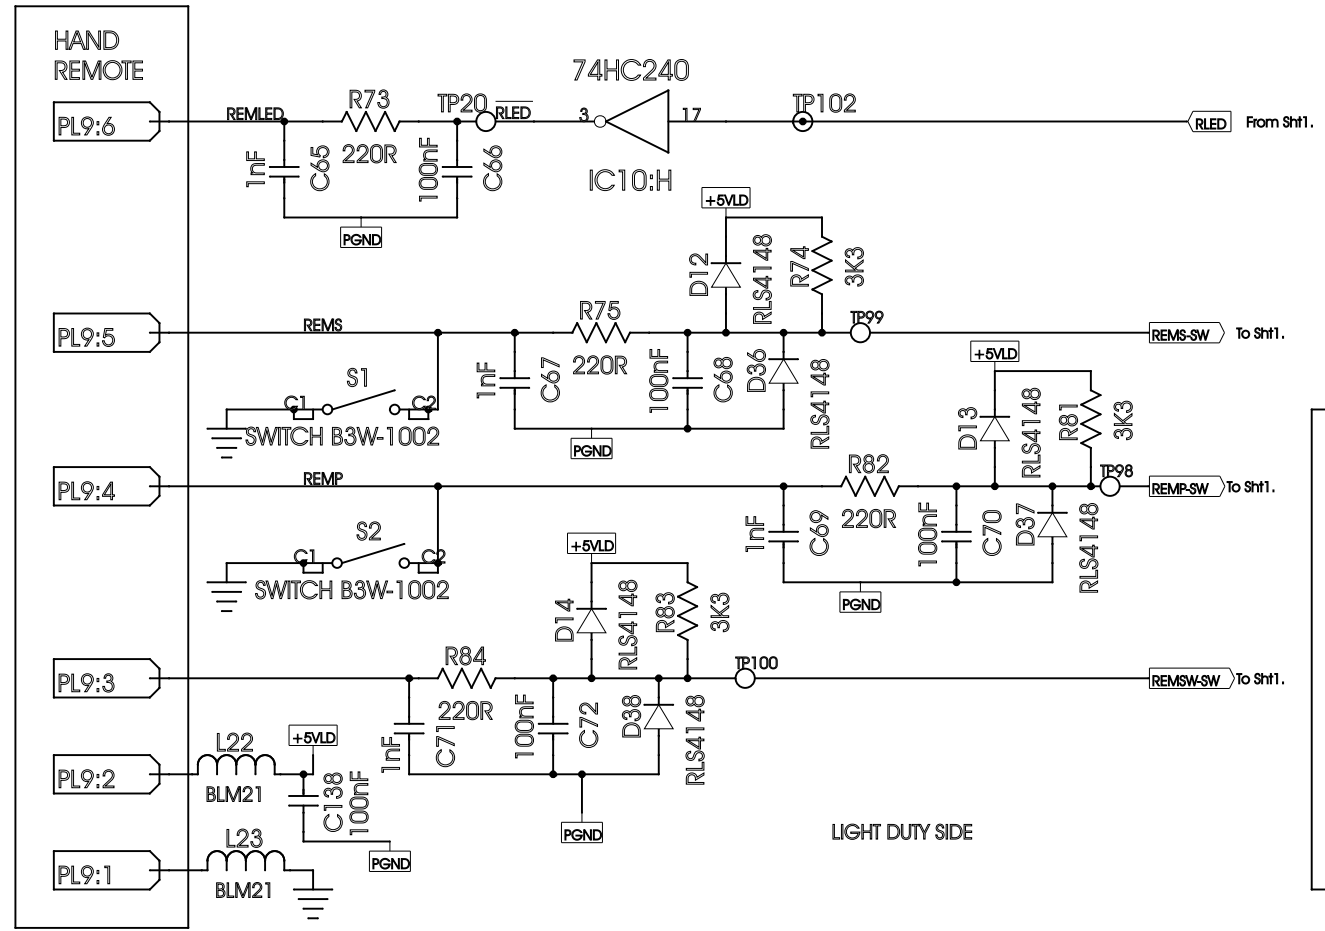 HAND
REMOTE
74HC240
PL9:6
REMLED
R73
220R
1nF
C65
100nF
C66
PGND
TP20
RLED
3
17
IC10:H
TP102
RLED
From Sht1.
+5VLD
D12
RLS4148
R74
3K3
PL9:5
REMS
R75
220R
1nF
C67
100nF
C68
D36
RLS4148
PGND
TP99
REMS-SW
To Sht1.
S1
C1
C2
SWITCH B3W-1002
+5VLD
D13
RLS4148
R81
3K3
PL9:4
REMP
R82
220R
1nF
C69
100nF
C70
D37
RLS4148
PGND
TP98
REMP-SW
To Sht1.
S2
C1
C2
SWITCH B3W-1002
+5VLD
D14
RLS4148
R83
3K3
PL9:3
R84
220R
1nF
C71
100nF
C72
D38
RLS4148
PGND
TP100
REMSW-SW
To Sht1.
PL9:2
L22
BLM21
+5VLD
C138
100nF
PGND
LIGHT DUTY SIDE
PL9:1
L23
BLM21